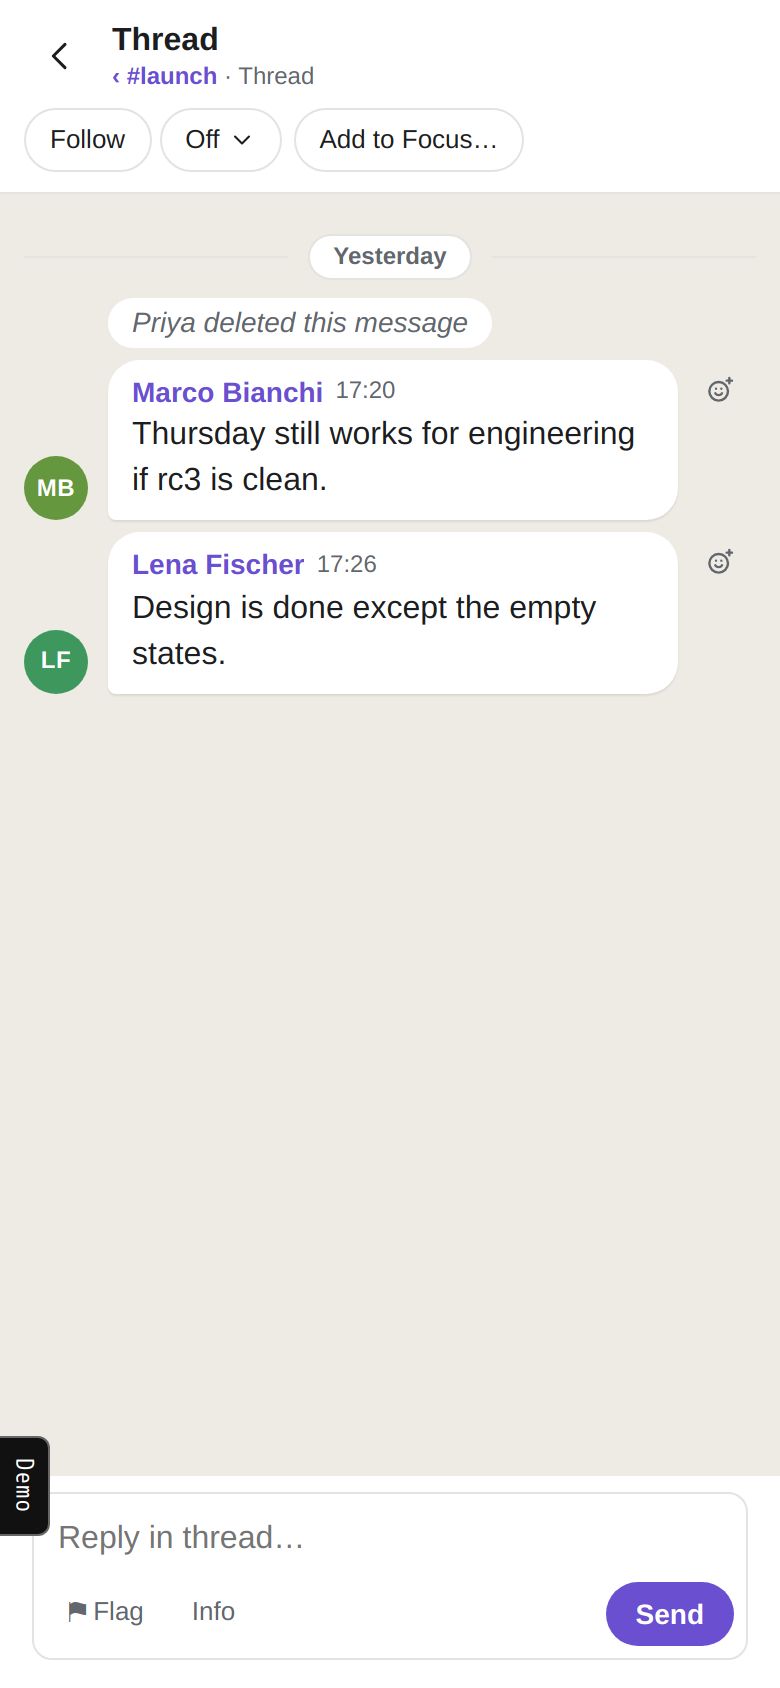 Thread
‹ #launch · Thread
Follow
Off
Add to Focus…
Yesterday
Priya deleted this message
Marco Bianchi 17:20
Thursday still works for engineering
if rc3 is clean.
MB
Lena Fischer 17:26
Design is done except the empty
states.
LF
Demo
Reply in thread…
Flag
Info
Send